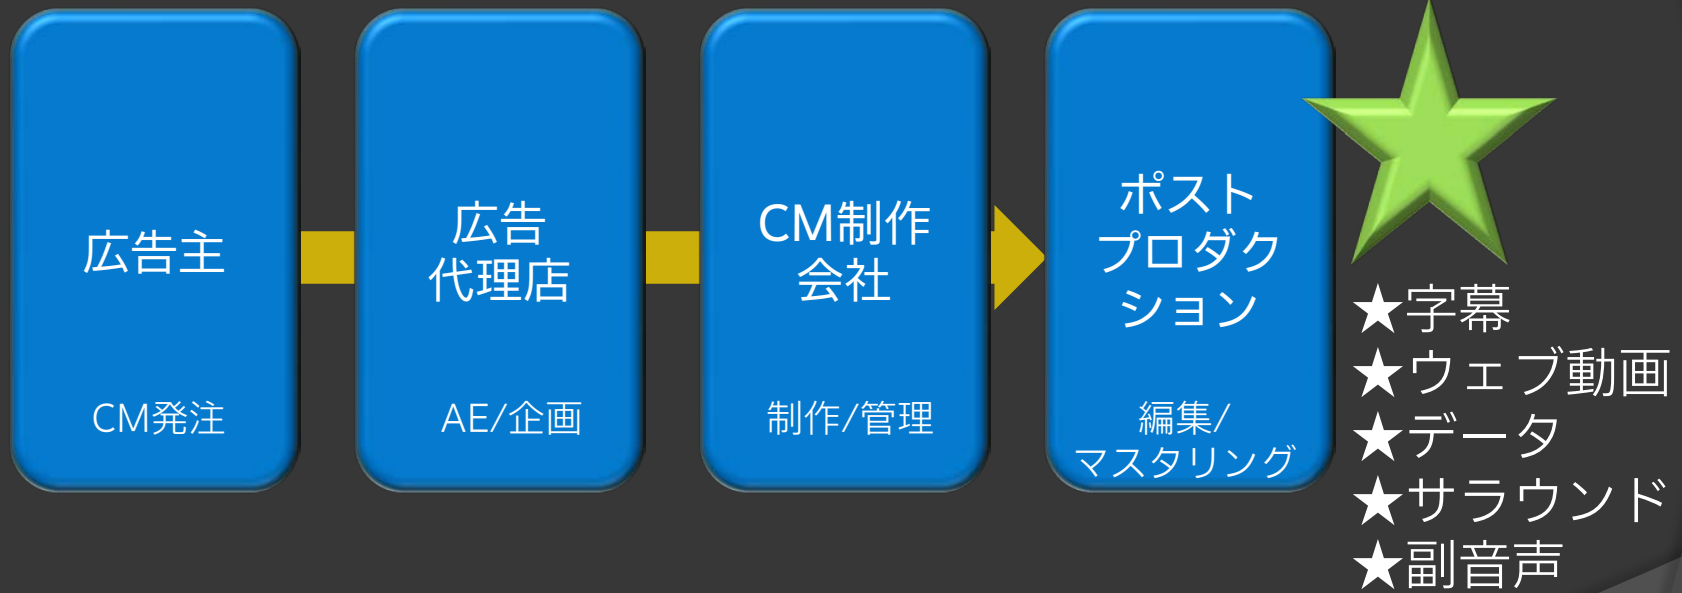 広告主
CM発注
広告
代理店
AE/企画
CM制作
会社
制作/管理
ポスト
プロダク
ション
編集/
マスタリング
★字幕
★ウェブ動画
★データ
★サラウンド
★副音声